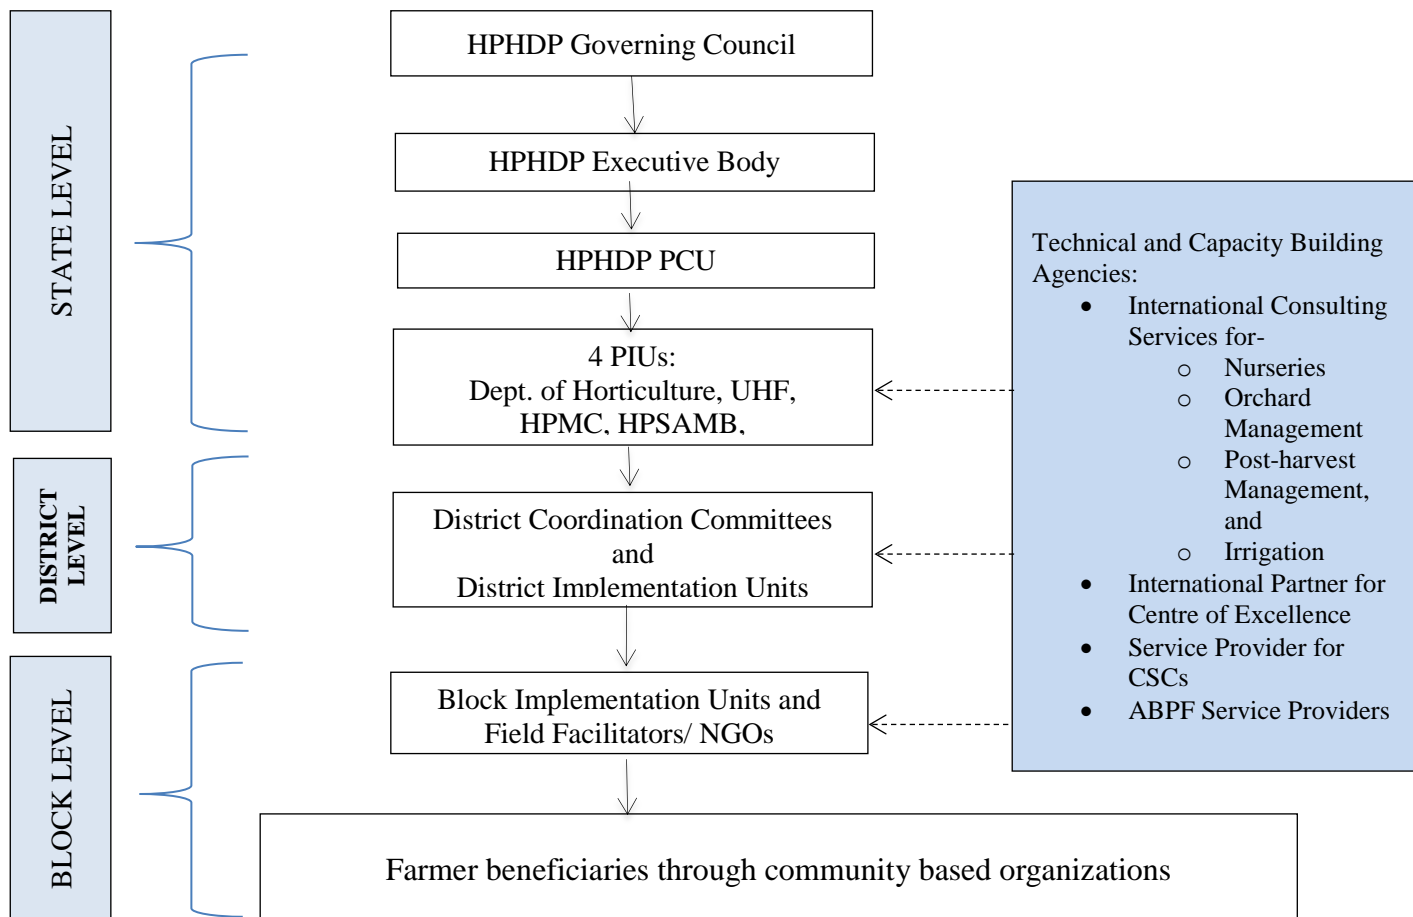 STATE LEVEL
HPHDP Governing Council
HPHDP Executive Body
HPHDP PCU
4 PIUs:
Dept. of Horticulture, UHF,
HPMC, HPSAMB,
DISTRICT
LEVEL
District Coordination Committees
and
District Implementation Units
BLOCK LEVEL
Block Implementation Units and
Field Facilitators/ NGOs
Farmer beneficiaries through community based organizations
Technical and Capacity Building
Agencies:
• International Consulting
Services for-
o Nurseries
o Orchard
Management
o Post-harvest
Management,
and
o Irrigation
• International Partner for
Centre of Excellence
• Service Provider for
CSCs
• ABPF Service Providers